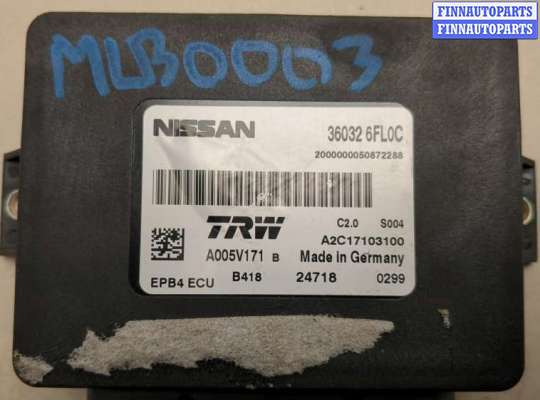 FINNAUTOPARTS
FINNAUTOPARTS
MLB0003
NISSAN 36032 6FL0C
2000000050872288
TRW C2.0 S004
A2C17103100
A005V171 B Made in Germany
EPB4 ECU B418 24718 0299